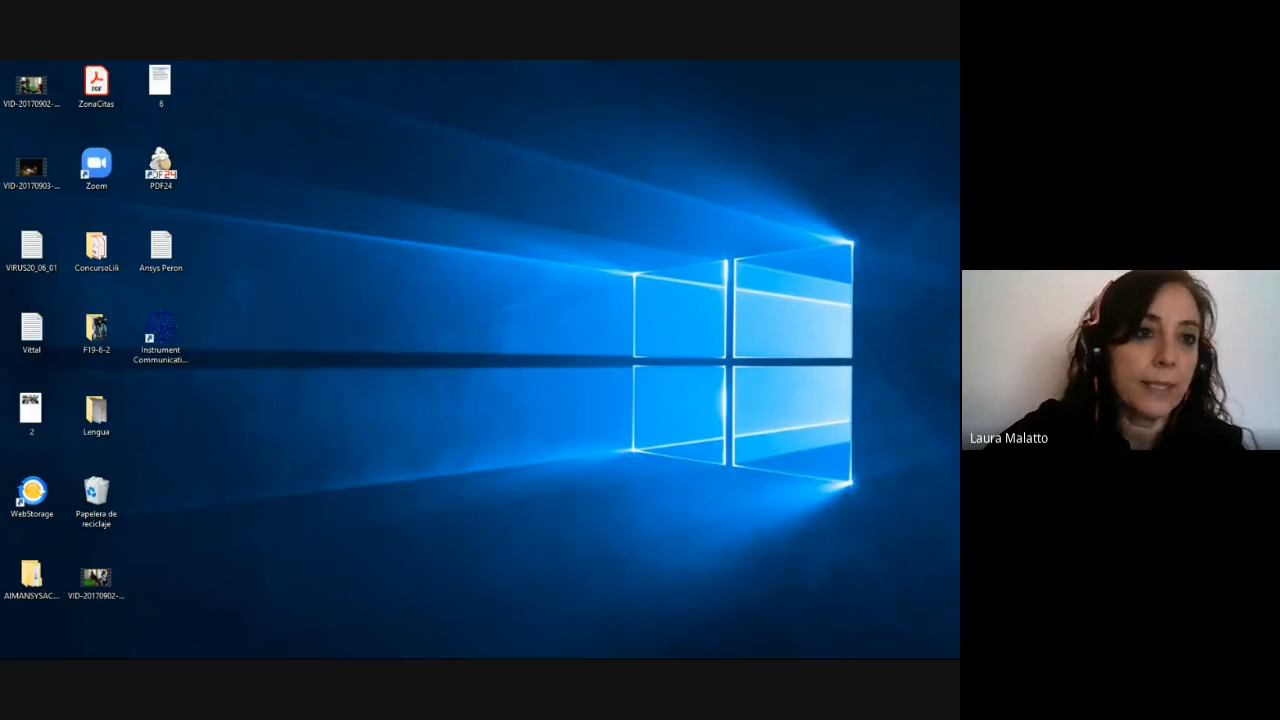 VID-20170902-...
ZonaCitas
6
VID-20170903-...
Zoom
PDF24
VIRUS20_06_01
ConcursoLili
Ansys Peron
Vittal
F19-6-2
Instrument
Communicati...
2
Lengua
WebStorage
Papelera de
reciclaje
AIMANSYSAC...
VID-20170902-...
Laura Malatto